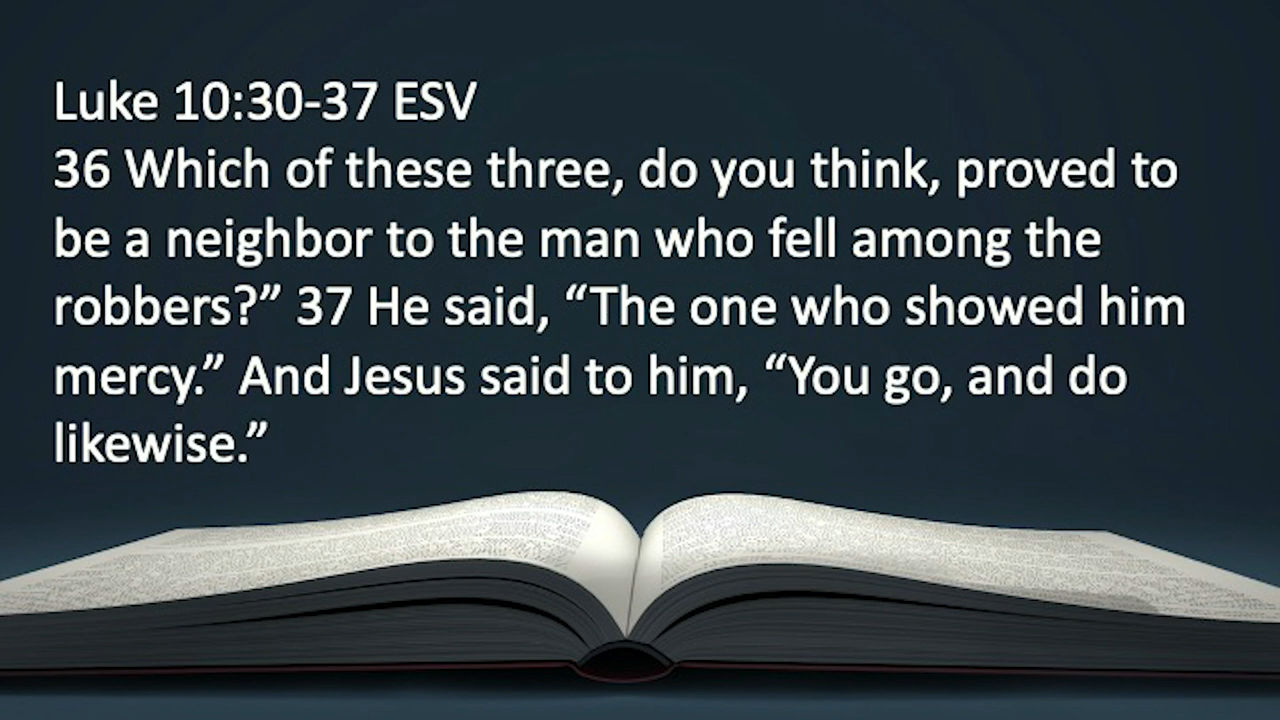 Luke 10:30-37 ESV
36 Which of these three, do you think, proved to
be a neighbor to the man who fell among the
robbers?” 37 He said, “The one who showed him
mercy.” And Jesus said to him, “You go, and do
likewise.”